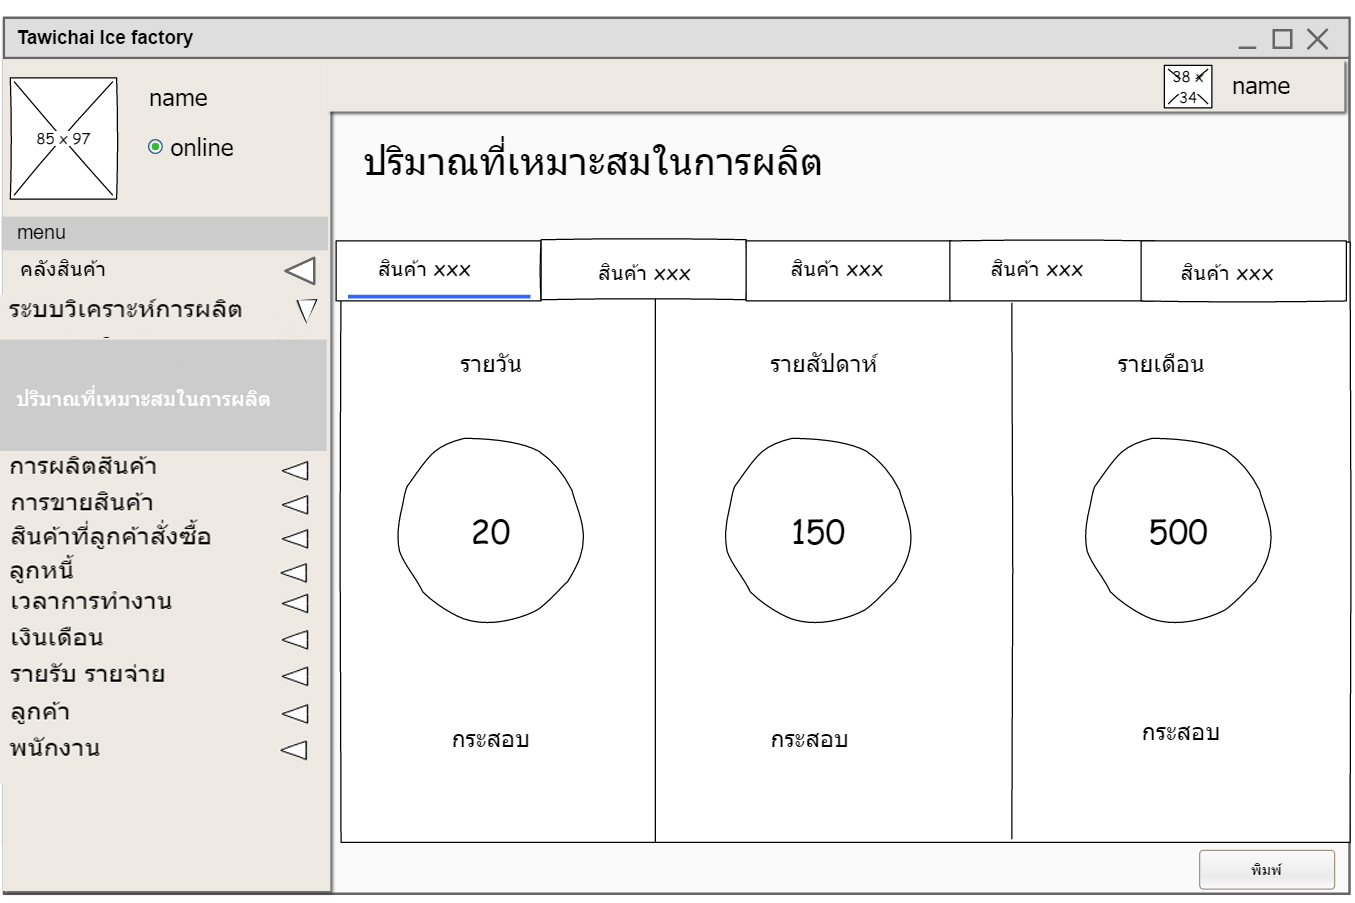 Tawichai Ice factory
name
online
85 x 97
38 x
34
name
menu
คลังสินค้า
ระบบวิเคราะห์การผลิต
ปริมาณที่เหมาะสมในการผลิต
การผลิตสินค้า
การขายสินค้า
สินค้าที่ลูกค้าสั่งซื้อ
ลูกหนี้
เวลาการทำงาน
เงินเดือน
รายรับ รายจ่าย
ลูกค้า
พนักงาน
ปริมาณที่เหมาะสมในการผลิต
สินค้า xxx
สินค้า xxx
สินค้า xxx
สินค้า xxx
สินค้า xxx
รายวัน
20
กระสอบ
รายสัปดาห์
150
กระสอบ
รายเดือน
500
กระสอบ
พิมพ์